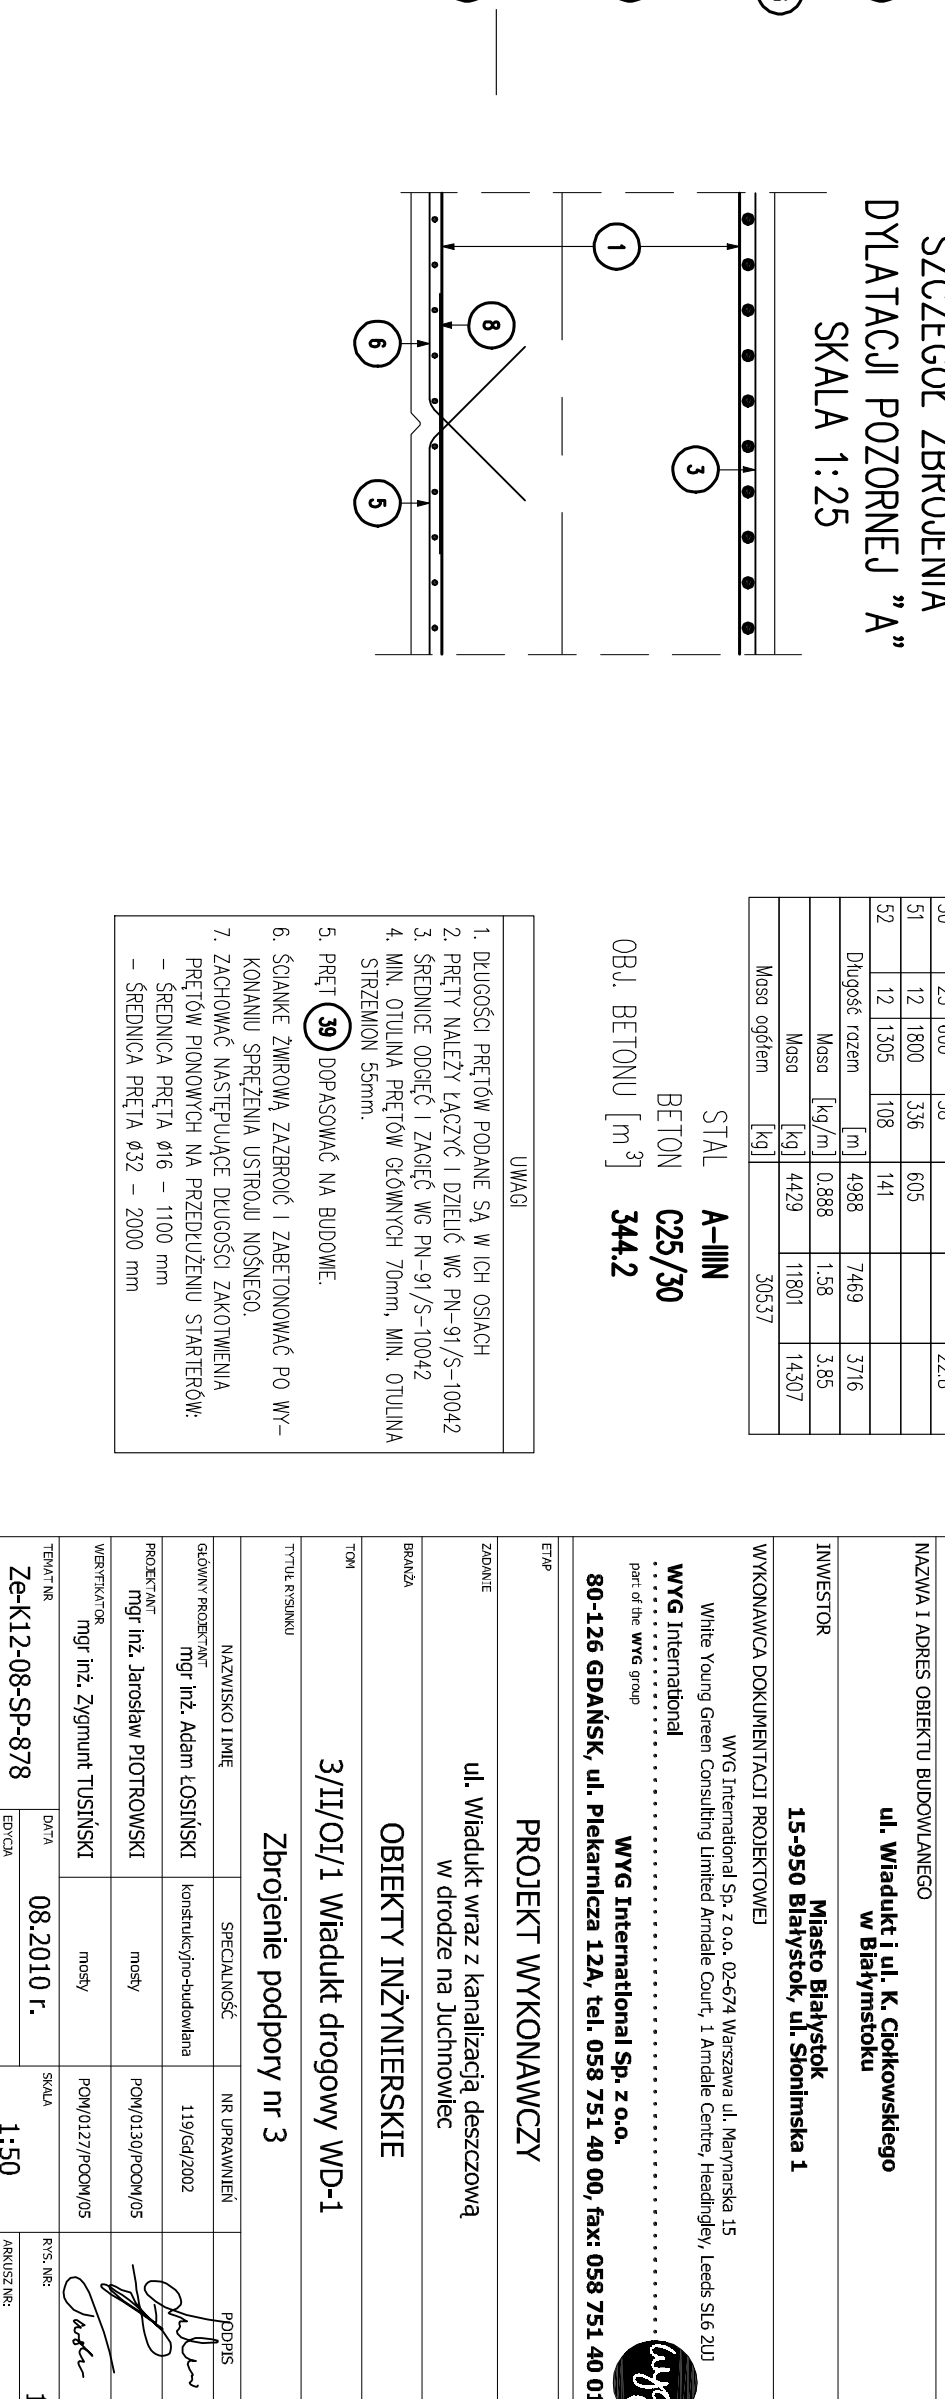 SZCZEGÓŁ ZBROJENIA
DYLATACJI POZORNEJ "A"
SKALA 1:25
1
3
8
6
5
51 12 1800 336 605
52 12 1305 108 141
Długość razem [m] 4988 7469 3716
Masa [kg/m] 0.888 1.58 3.85
Masa [kg] 4429 11801 14307
Masa ogółem [kg] 30537
STAL A-IIIN
BETON C25/30
OBJ. BETONU [m³] 344.2
UWAGI
1. DŁUGOŚCI PRĘTÓW PODANE SĄ W ICH OSIACH
2. PRĘTY NALEŻY ŁĄCZYĆ I DZIELIĆ WG PN-91/S-10042
3. ŚREDNICE ODGIĘĆ I ZAGIĘĆ WG PN-91/S-10042
4. MIN. OTULINA PRĘTÓW GŁÓWNYCH 70mm, MIN. OTULINA
STRZEMION 55mm.
5. PRĘT 39 DOPASOWAĆ NA BUDOWIE.
6. ŚCIANKE ŻWIROWĄ ZAZBROIĆ I ZABETONOWAĆ PO WY-
KONANIU SPRĘŻENIA USTROJU NOŚNEGO.
7. ZACHOWAĆ NASTĘPUJĄCE DŁUGOŚCI ZAKOTWIENIA
PRĘTÓW PIONOWYCH NA PRZEDŁUŻENIU STARTERÓW:
- ŚREDNICA PRĘTA Ø16 - 1100 mm
- ŚREDNICA PRĘTA Ø32 - 2000 mm
NAZWA I ADRES OBIEKTU BUDOWLANEGO
ul. Wiadukt i ul. K. Ciołkowskiego
w Białymstoku
INWESTOR
Miasto Białystok
15-950 Białystok, ul. Słonimska 1
WYKONAWCA DOKUMENTACJI PROJEKTOWEJ
WYG International Sp. z o.o. 02-674 Warszawa ul. Marynarska 15
White Young Green Consulting Limited Arndale Court, 1 Arndale Centre, Headingley, Leeds SL6 2UJ
WYG International
part of the WYG group
wyg
WYG International Sp. z o.o.
80-126 GDAŃSK, ul. Piekarnicza 12A, tel. 058 751 40 00, fax: 058 751 40 01
ETAP
PROJEKT WYKONAWCZY
ZADANIE
ul. Wiadukt wraz z kanalizacją deszczową
w drodze na Juchnowiec
BRANŻA
OBIEKTY INŻYNIERSKIE
TOM
3/II/OI/1 Wiadukt drogowy WD-1
TYTUŁ RYSUNKU
Zbrojenie podpory nr 3
NAZWISKO I IMIĘ SPECJALNOŚĆ NR UPRAWNIEŃ PODPIS
GŁÓWNY PROJEKTANT
mgr inż. Adam ŁOSIŃSKI konstrukcyjno-budowlana 119/Gd/2002
PROJEKTANT
mgr inż. Jarosław PIOTROWSKI mosty POM/0130/POOM/05
WERYFIKATOR
mgr inż. Zygmunt TUSIŃSKI mosty POM/0127/POOM/05
TEMAT NR DATA SKALA RYS. NR:
Ze-K12-08-SP-878 08.2010 r. 1:50
EDYCJA ARKUSZ NR: